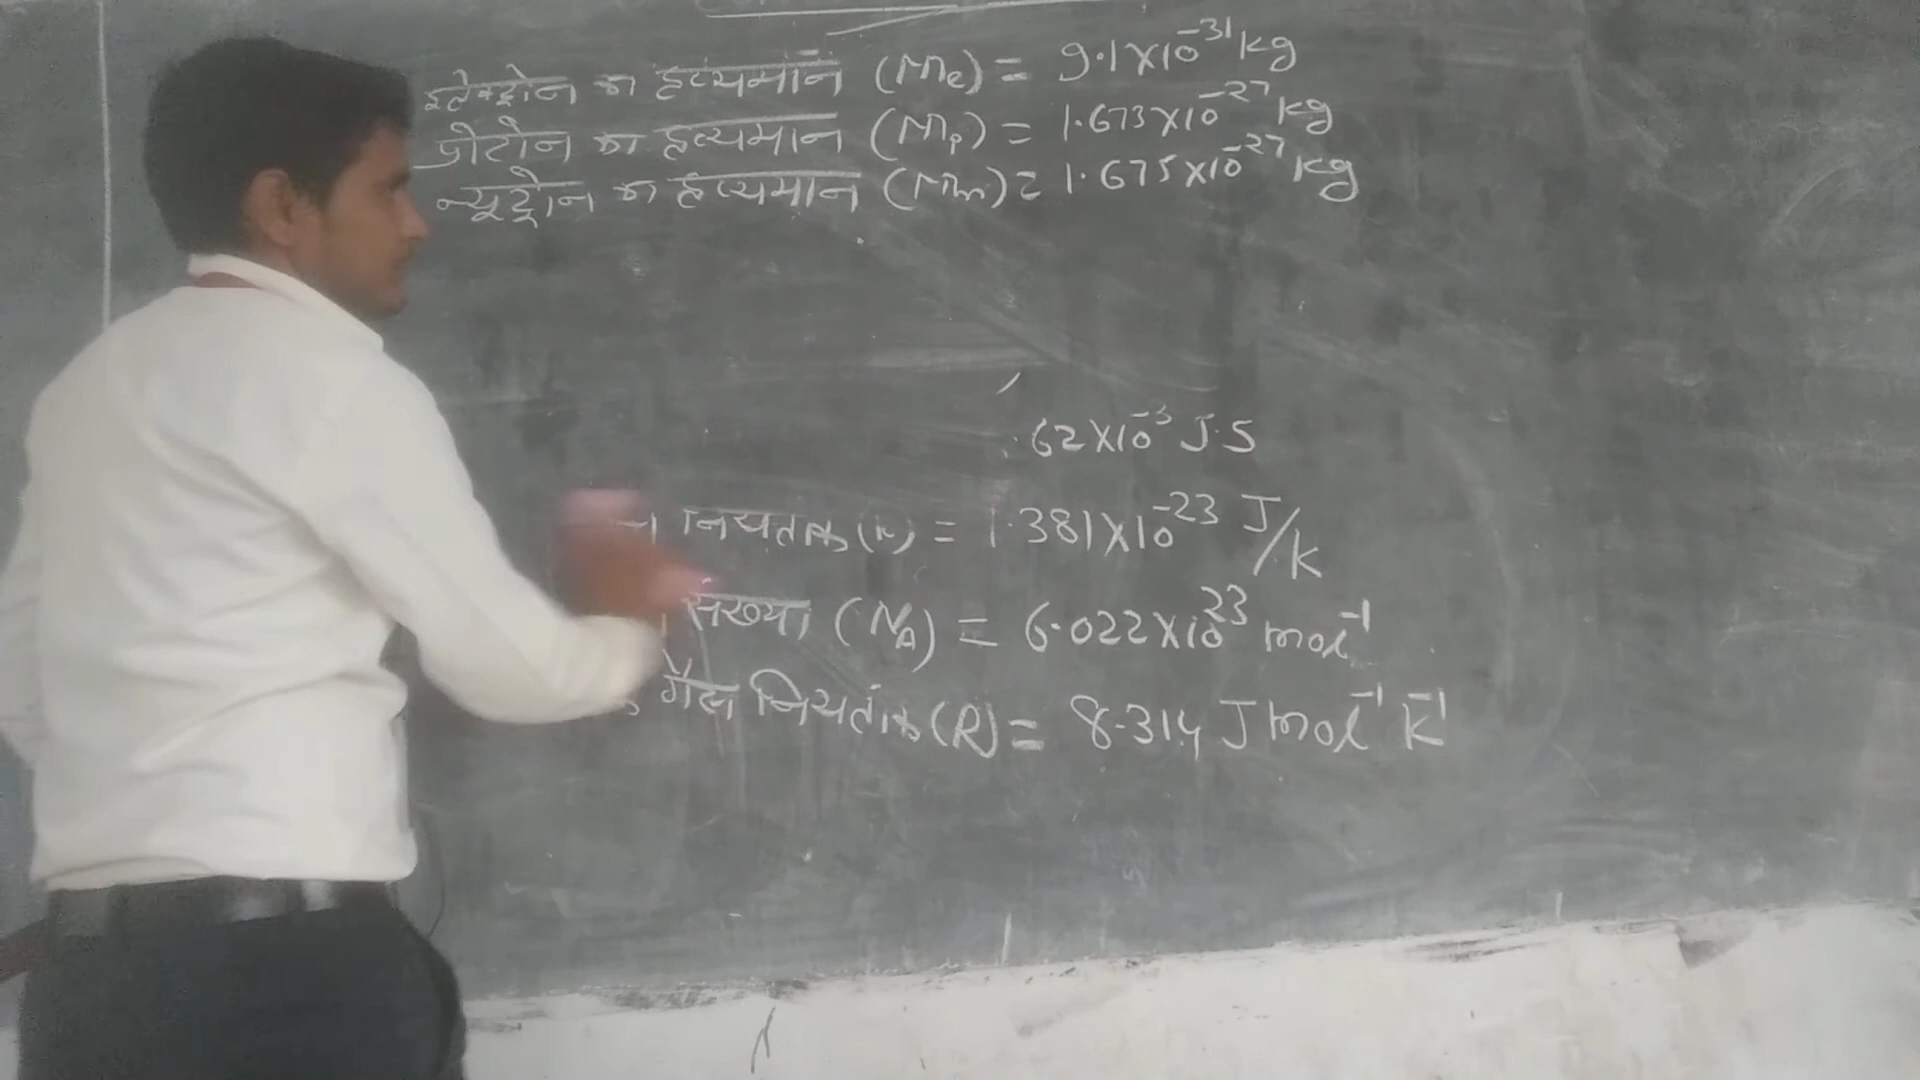 इलेक्ट्रोन का द्रव्यमान (Me) = 9.1×10⁻³¹ kg
प्रोटोन का द्रव्यमान (Mp) = 1.673×10⁻²⁷ kg
न्यूट्रोन का द्रव्यमान (Mn) = 1.675×10⁻²⁷ kg
62×10⁻³ J.S
नियतांक (k) = 1.381×10⁻²³ J/K
संख्या (NA) = 6.022×10²³ mol⁻¹
गैस नियतांक (R) = 8.314 J mol⁻¹ K⁻¹